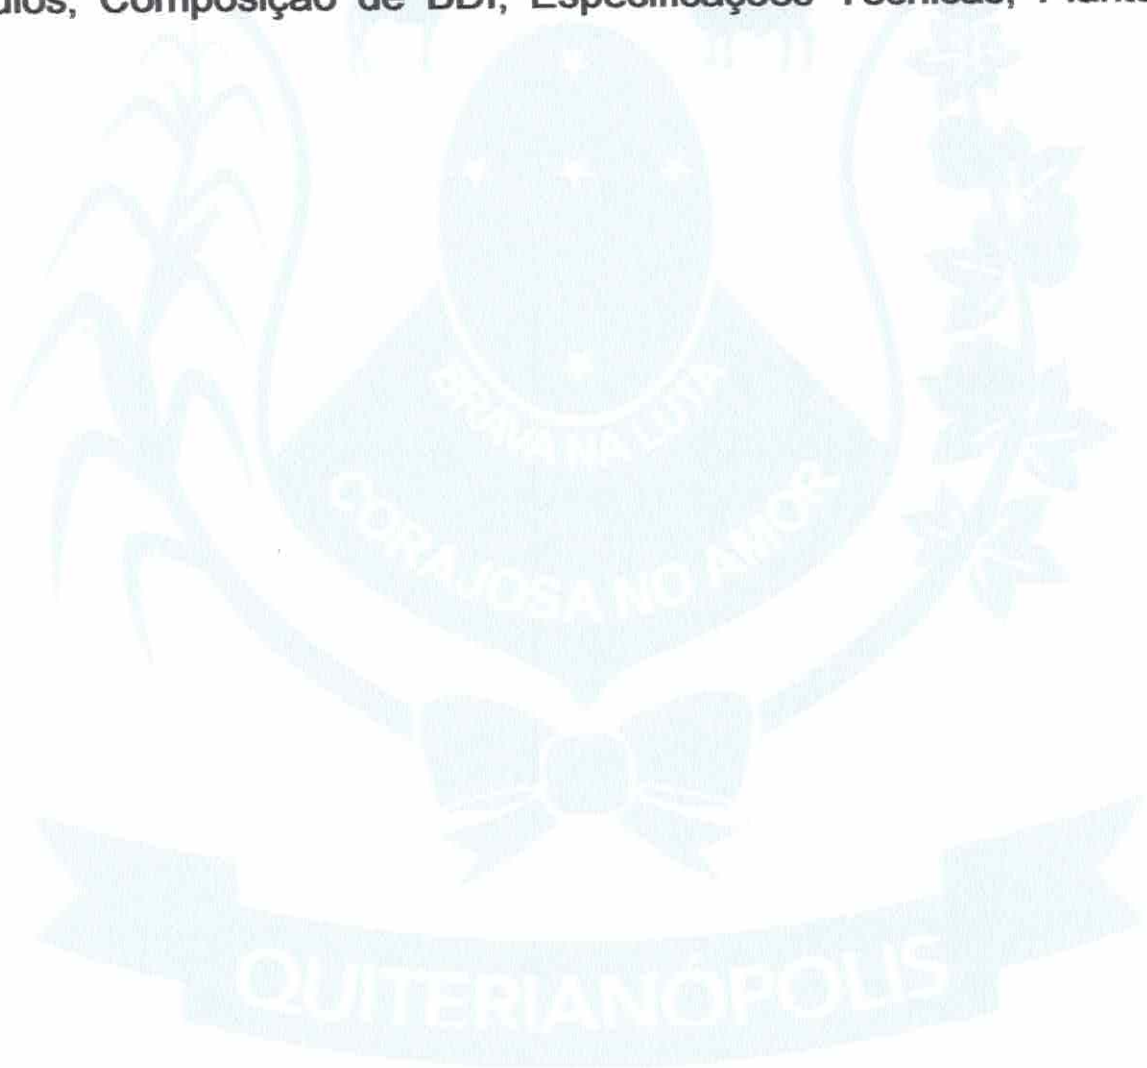 Composição de BDI, Especificações Técnicas,
BRAVA NA LUTA
CORAJOSA NO AMOR
QUITERIANÓPOLIS